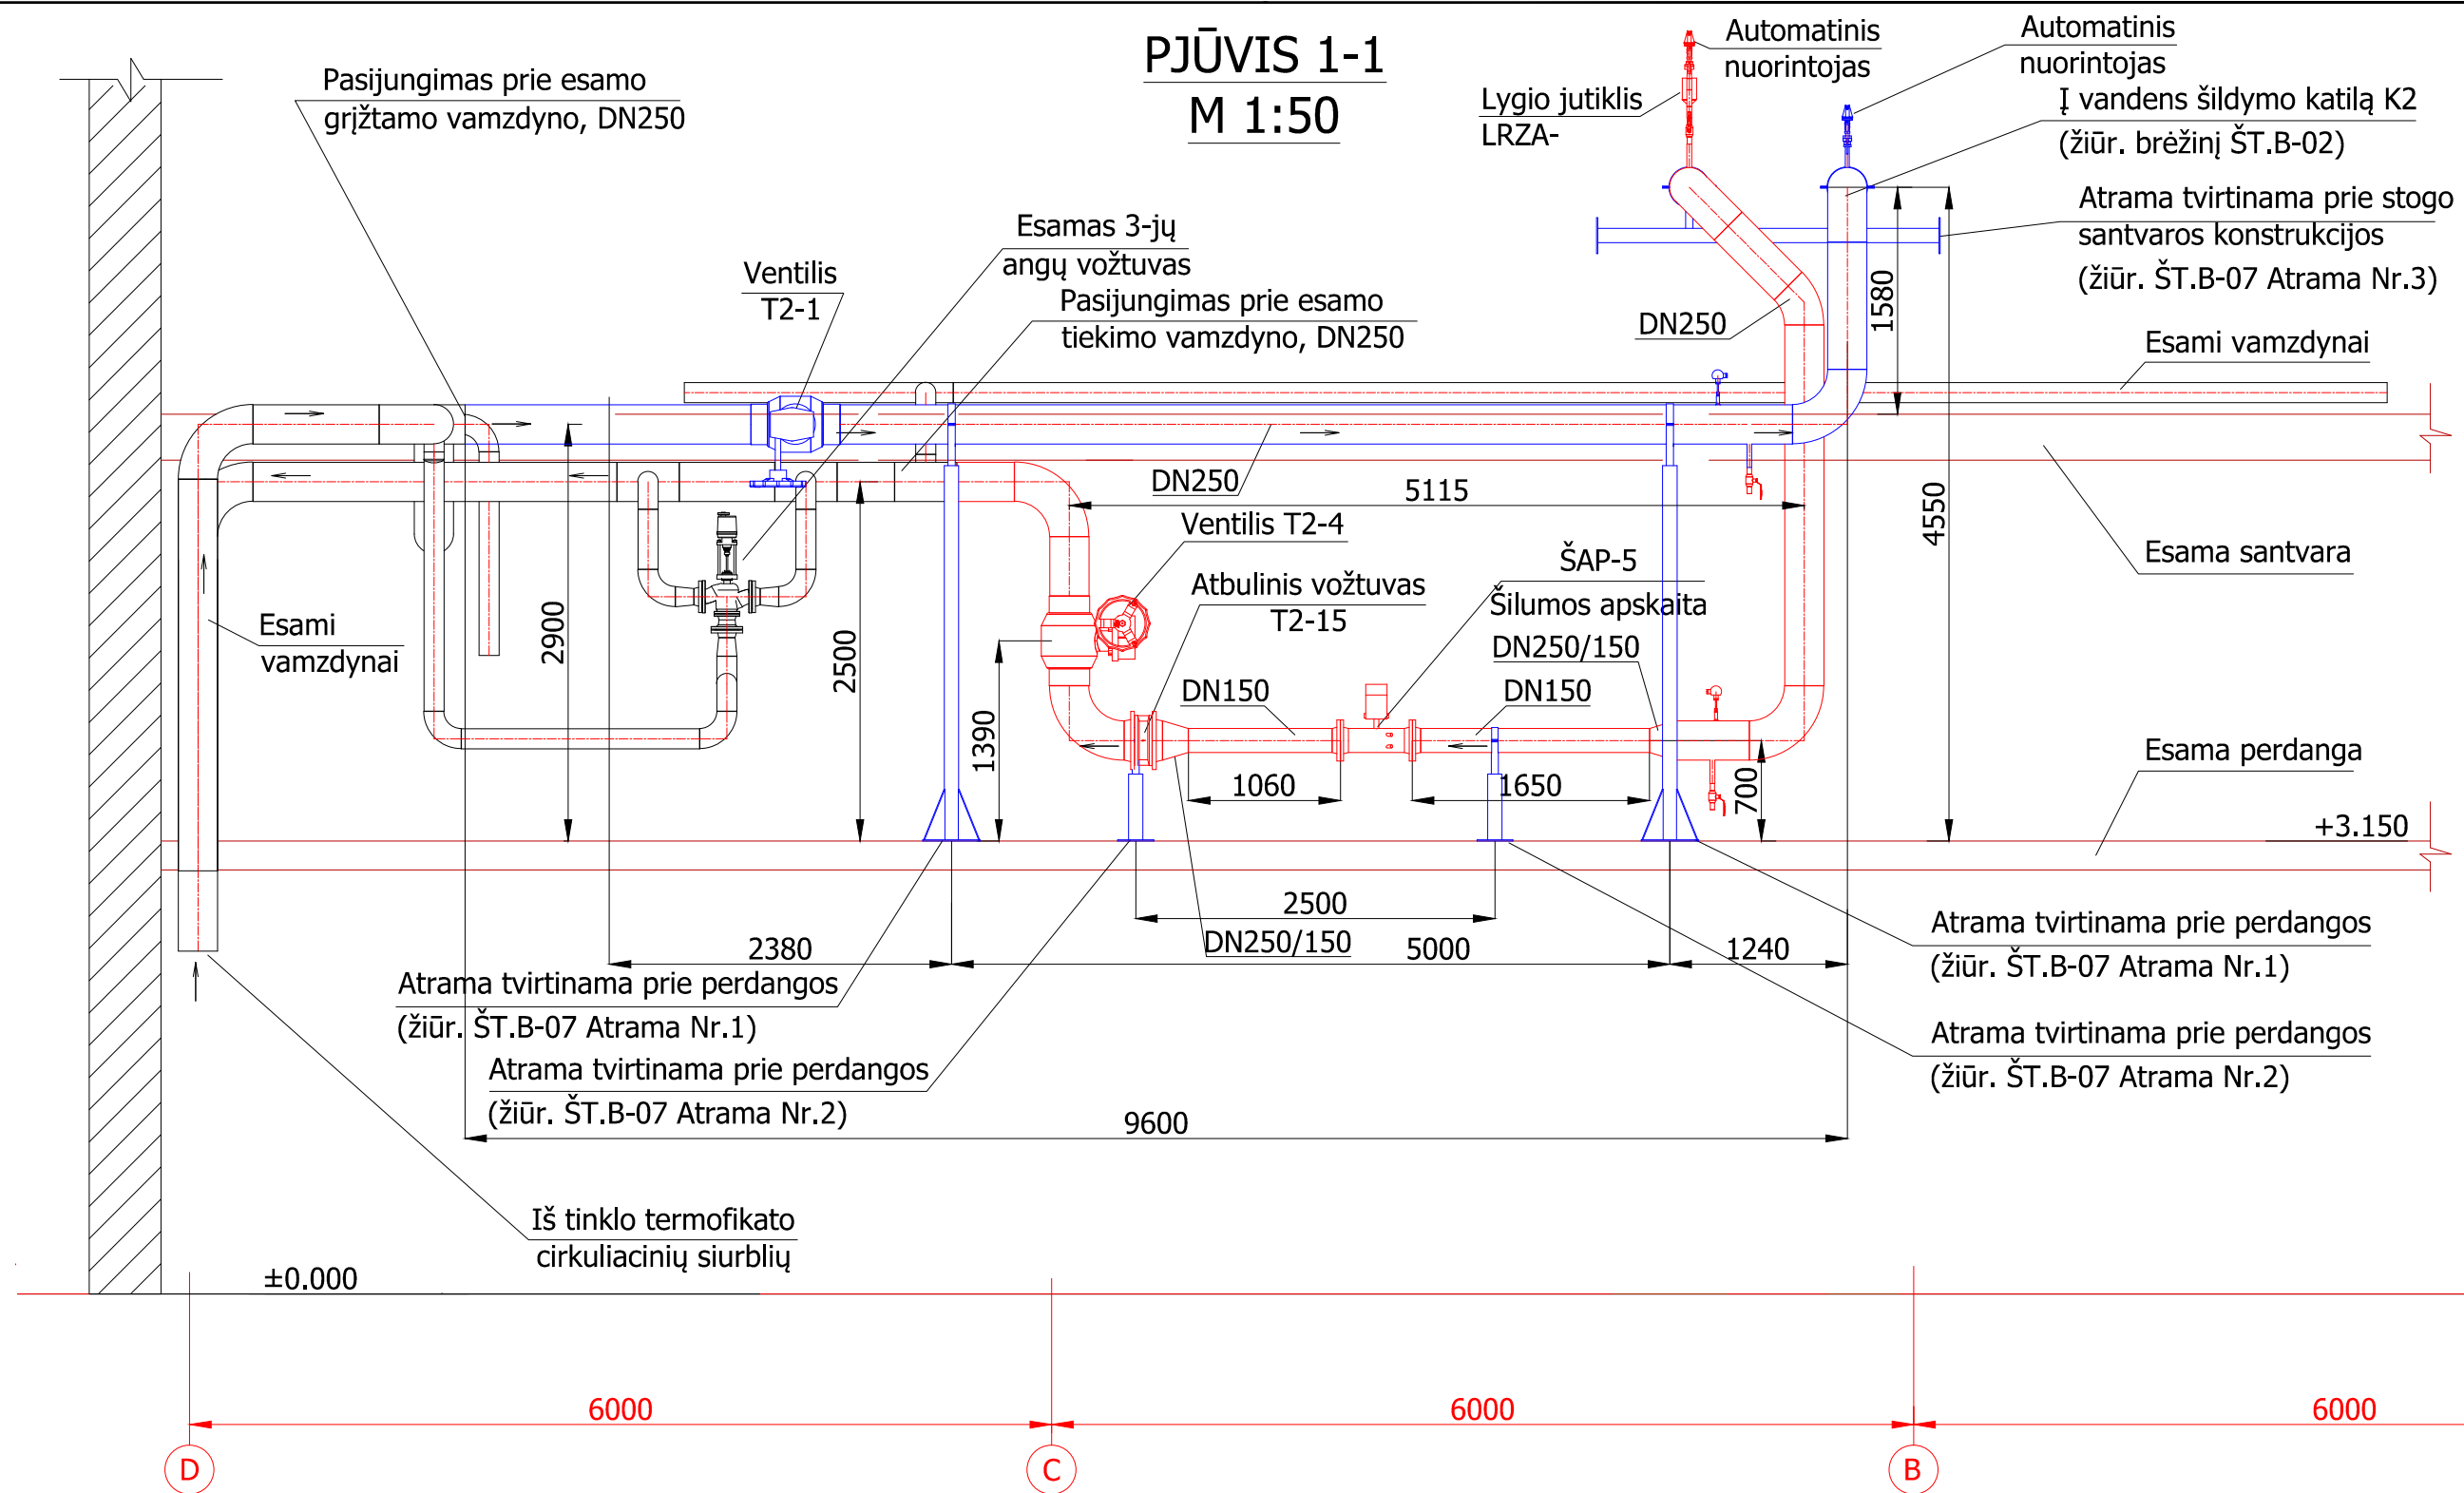 PJŪVIS 1-1
M 1:50
Automatinis
nuorintojas
Automatinis
nuorintojas
Lygio jutiklis
LRZA-
Į vandens šildymo katilą K2
(žiūr. brėžinį ŠT.B-02)
Atrama tvirtinama prie stogo
santvaros konstrukcijos
(žiūr. ŠT.B-07 Atrama Nr.3)
Pasijungimas prie esamo
grįžtamo vamzdyno, DN250
Esamas 3-jų
angų vožtuvas
Ventilis
T2-1
Pasijungimas prie esamo
tiekimo vamzdyno, DN250
DN250
1580
Esami vamzdynai
DN250
5115
4550
Ventilis T2-4
Esama santvara
ŠAP-5
Šilumos apskaita
Atbulinis vožtuvas
T2-15
Esami
vamzdynai
2900
2500
1390
DN250/150
DN150
DN150
1060
1650
700
Esama perdanga
+3.150
2500
DN250/150
2380
5000
1240
Atrama tvirtinama prie perdangos
(žiūr. ŠT.B-07 Atrama Nr.1)
Atrama tvirtinama prie perdangos
(žiūr. ŠT.B-07 Atrama Nr.1)
Atrama tvirtinama prie perdangos
(žiūr. ŠT.B-07 Atrama Nr.2)
Atrama tvirtinama prie perdangos
(žiūr. ŠT.B-07 Atrama Nr.2)
9600
Iš tinklo termofikato
cirkuliacinių siurblių
±0.000
6000
6000
6000
D
C
B